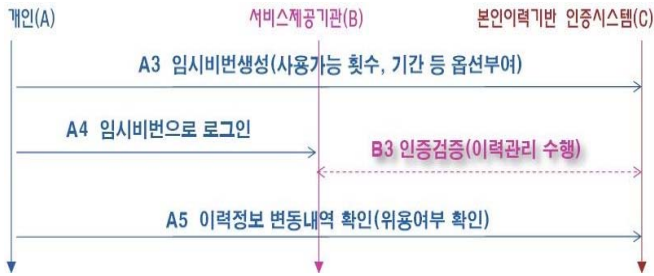 개인(A) 서비스제공기관(B) 본인이력기반 인증시스템(C)
A3 임시비번생성(사용가능 횟수, 기간 등 옵션부여)
A4 임시비번으로 로그인
B3 인증검증(이력관리 수행)
A5 이력정보 변동내역 확인(위용여부 확인)